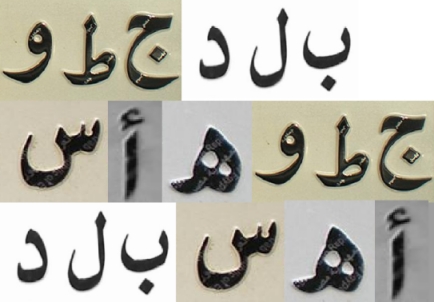 ب ل د ج ط و
ج ط و ه أ س
أ ه س ب ل د